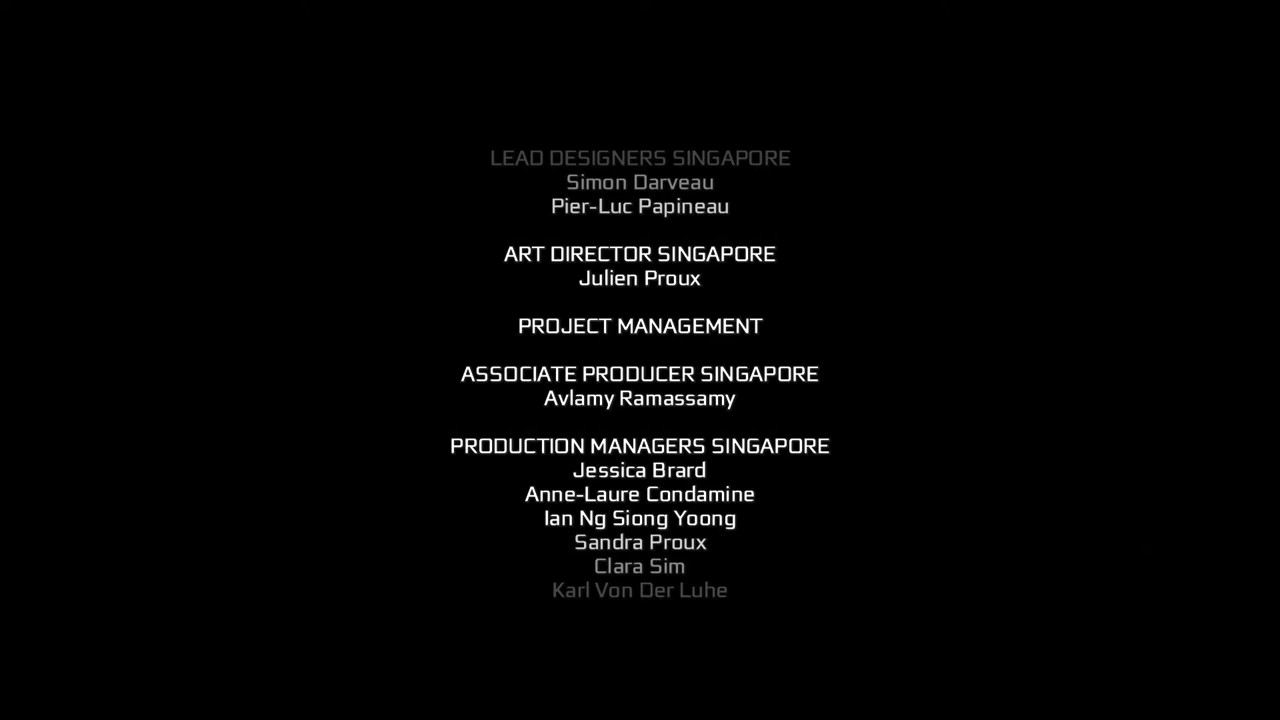 LEAD DESIGNERS SINGAPORE
Simon Darveau
Pier-Luc Papineau
ART DIRECTOR SINGAPORE
Julien Proux
PROJECT MANAGEMENT
ASSOCIATE PRODUCER SINGAPORE
Avlamy Ramassamy
PRODUCTION MANAGERS SINGAPORE
Jessica Brard
Anne-Laure Condamine
Ian Ng Siong Yoong
Sandra Proux
Clara Sim
Karl Von Der Luhe